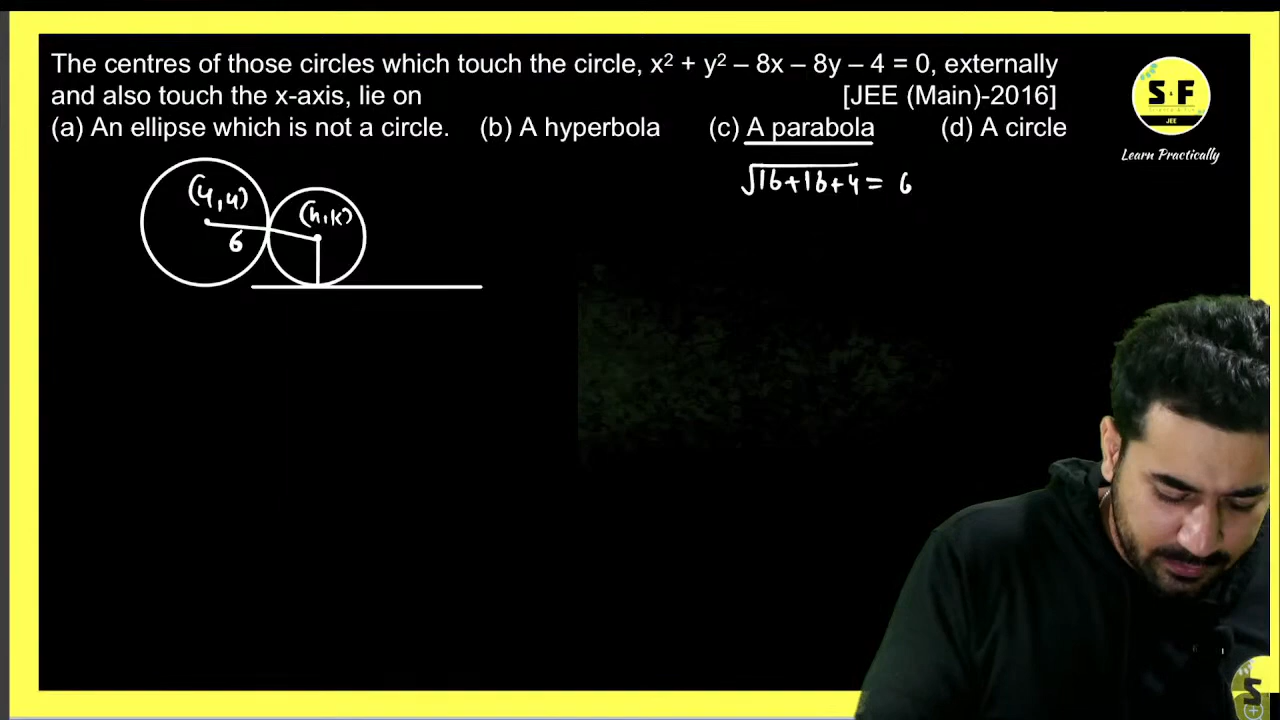 The centres of those circles which touch the circle, x² + y² – 8x – 8y – 4 = 0, externally
and also touch the x-axis, lie on [JEE (Main)-2016]
(a) An ellipse which is not a circle. (b) A hyperbola (c) A parabola (d) A circle
S & F
JEE
Learn Practically
√16+16+4 = 6
(4,4)
(h,k)
6
S